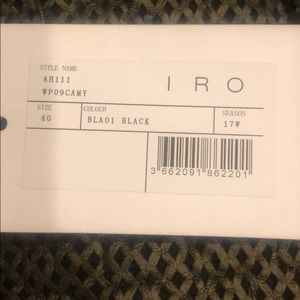 STYLE NAME
AH111
WP09CAMY
IRO
SIZE COLOUR SEASON
40 BLA01 BLACK 17W
3 662091 862201